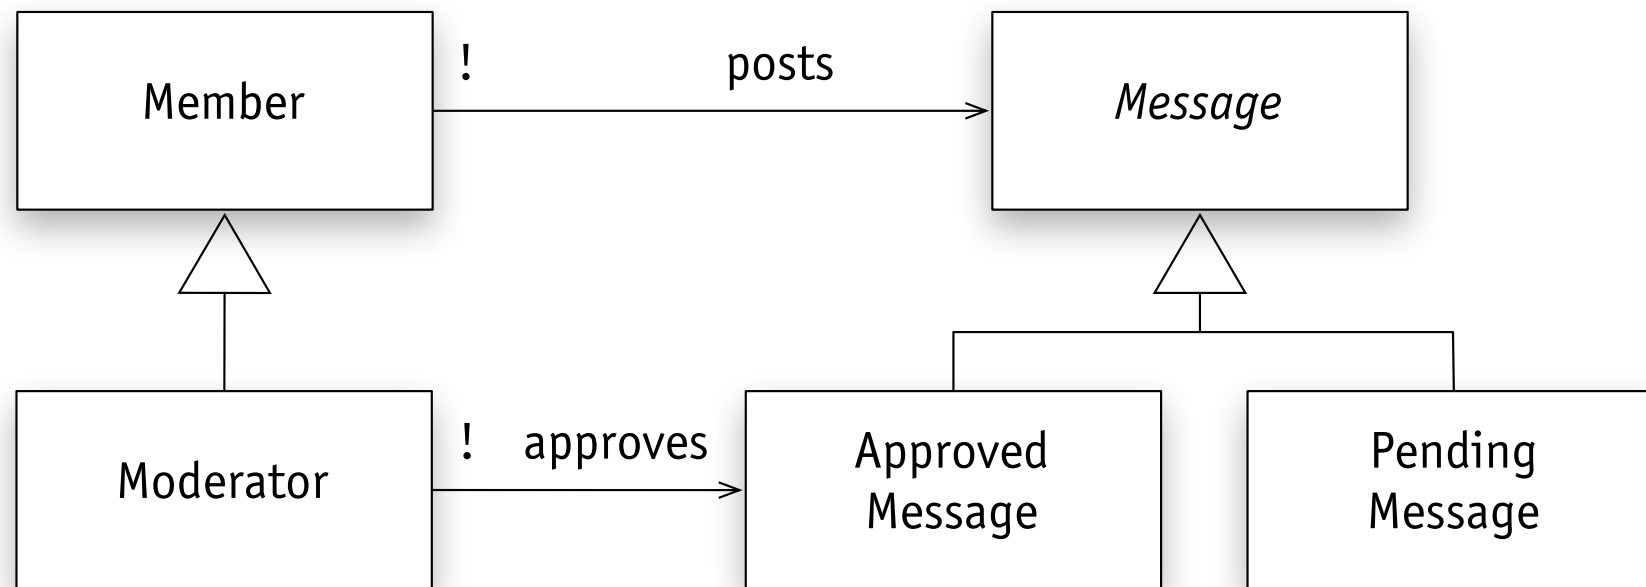 Member
!
posts
Message
Moderator
!
approves
Approved
Message
Pending
Message